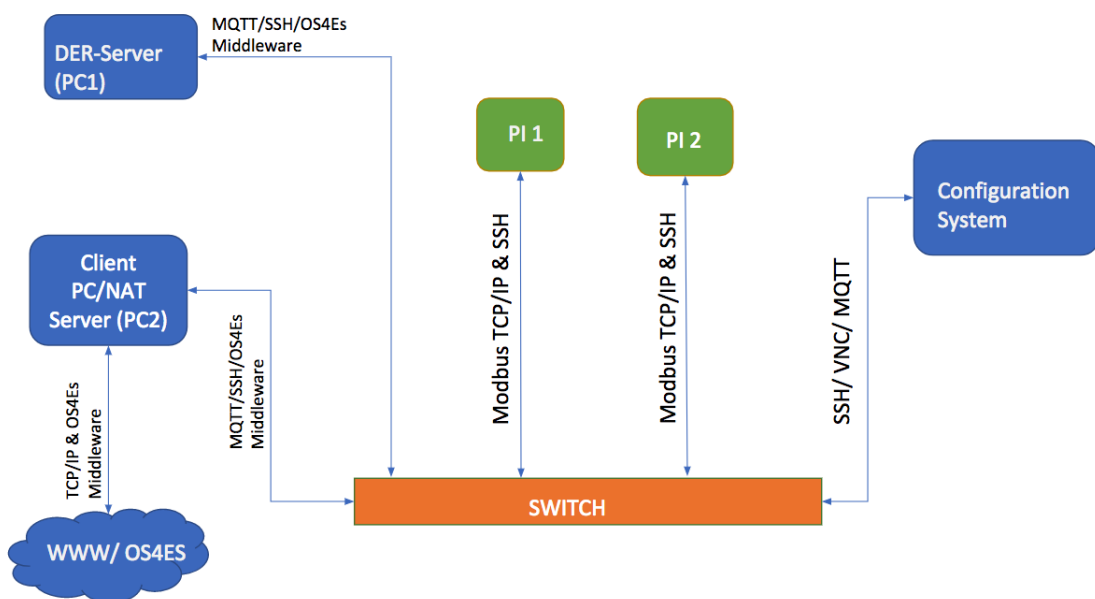 MQTT/SSH/OS4Es
Middleware
DER-Server
(PC1)
PI 1
PI 2
Configuration
System
Client
PC/NAT
Server (PC2)
Modbus TCP/IP & SSH
Modbus TCP/IP & SSH
SSH/ VNC/ MQTT
MQTT/SSH/OS4Es
Middleware
TCP/IP & OS4Es
Middleware
SWITCH
WWW/ OS4ES